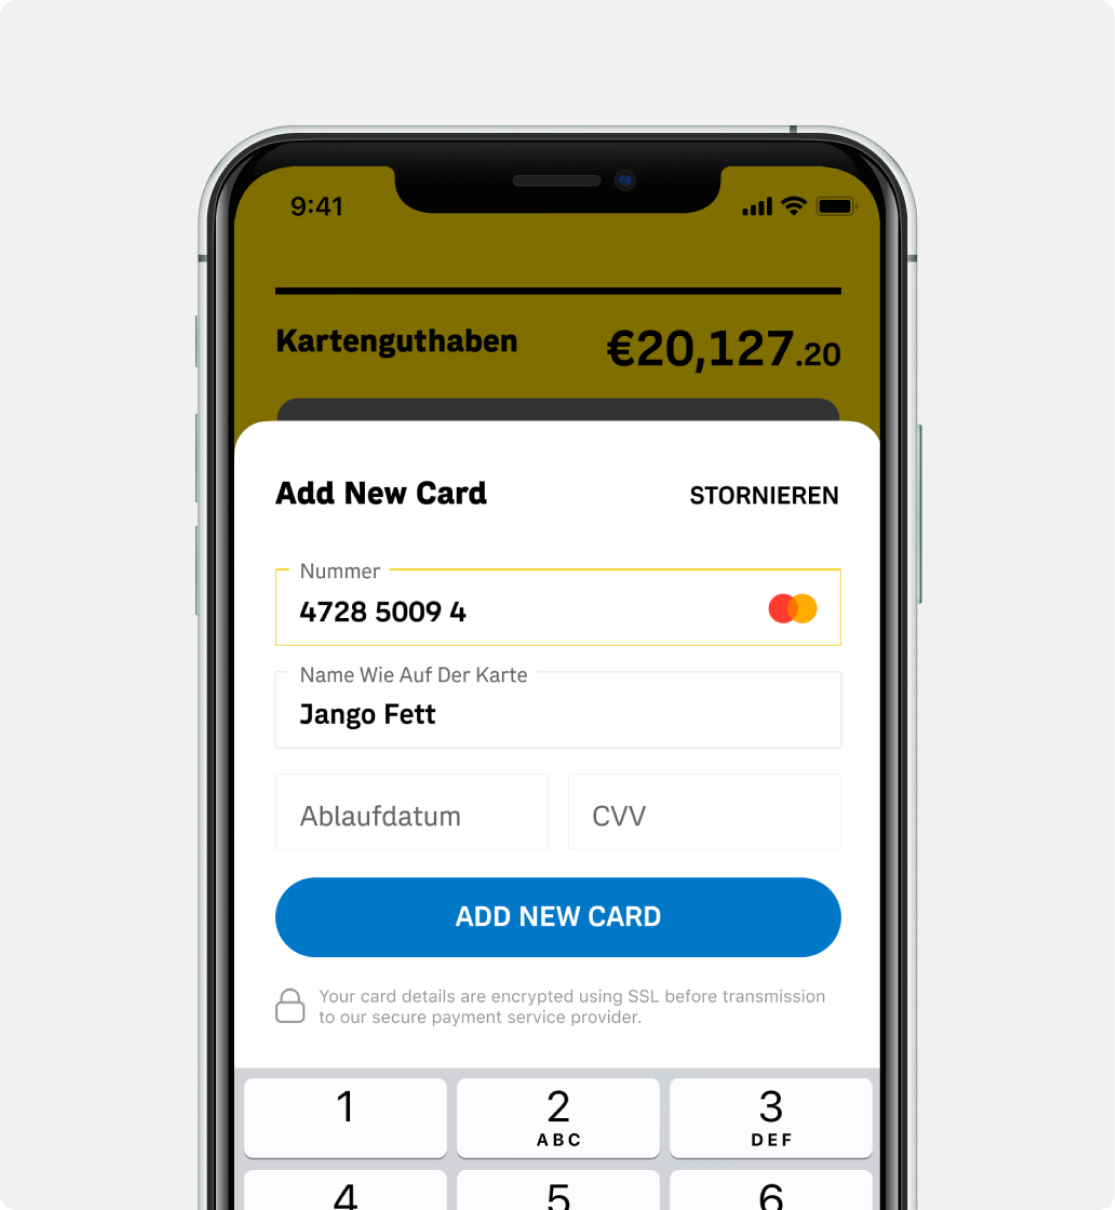 9:41
Kartenguthaben €20,127.20
Add New Card STORNIEREN
Nummer
4728 5009 4
Name Wie Auf Der Karte
Jango Fett
Ablaufdatum CVV
ADD NEW CARD
Your card details are encrypted using SSL before transmission
to our secure payment service provider.
1 2 3
ABC DEF
4 5 6